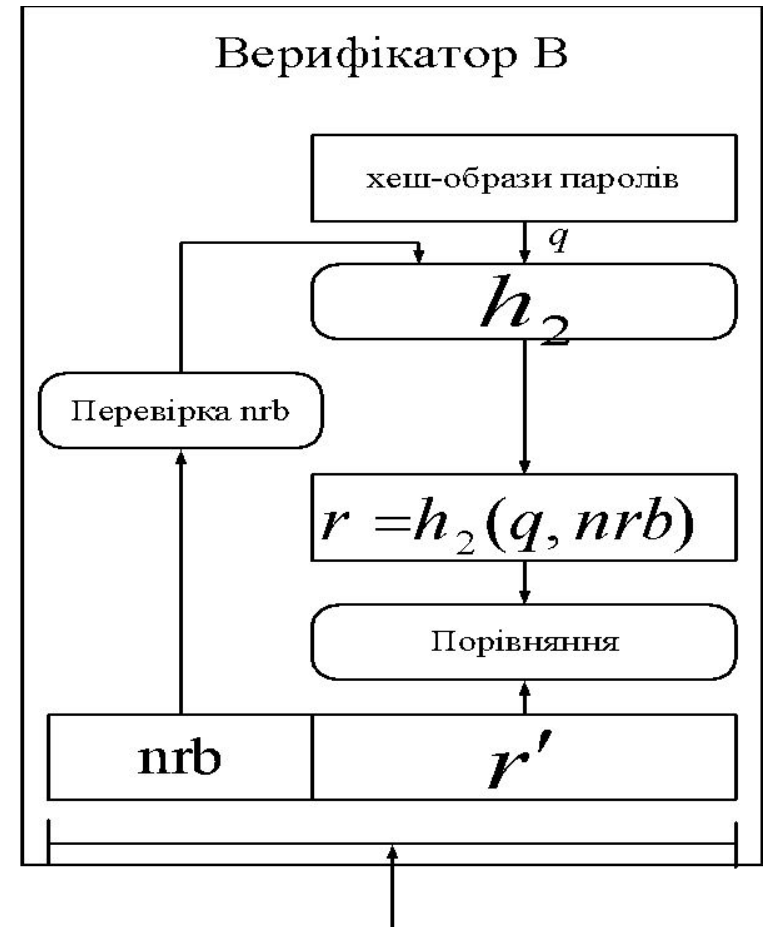 Верифікатор В
хеш-образи паролів
q
h₂
Перевірка nrb
r =h₂(q, nrb)
Порівняння
nrb
r′